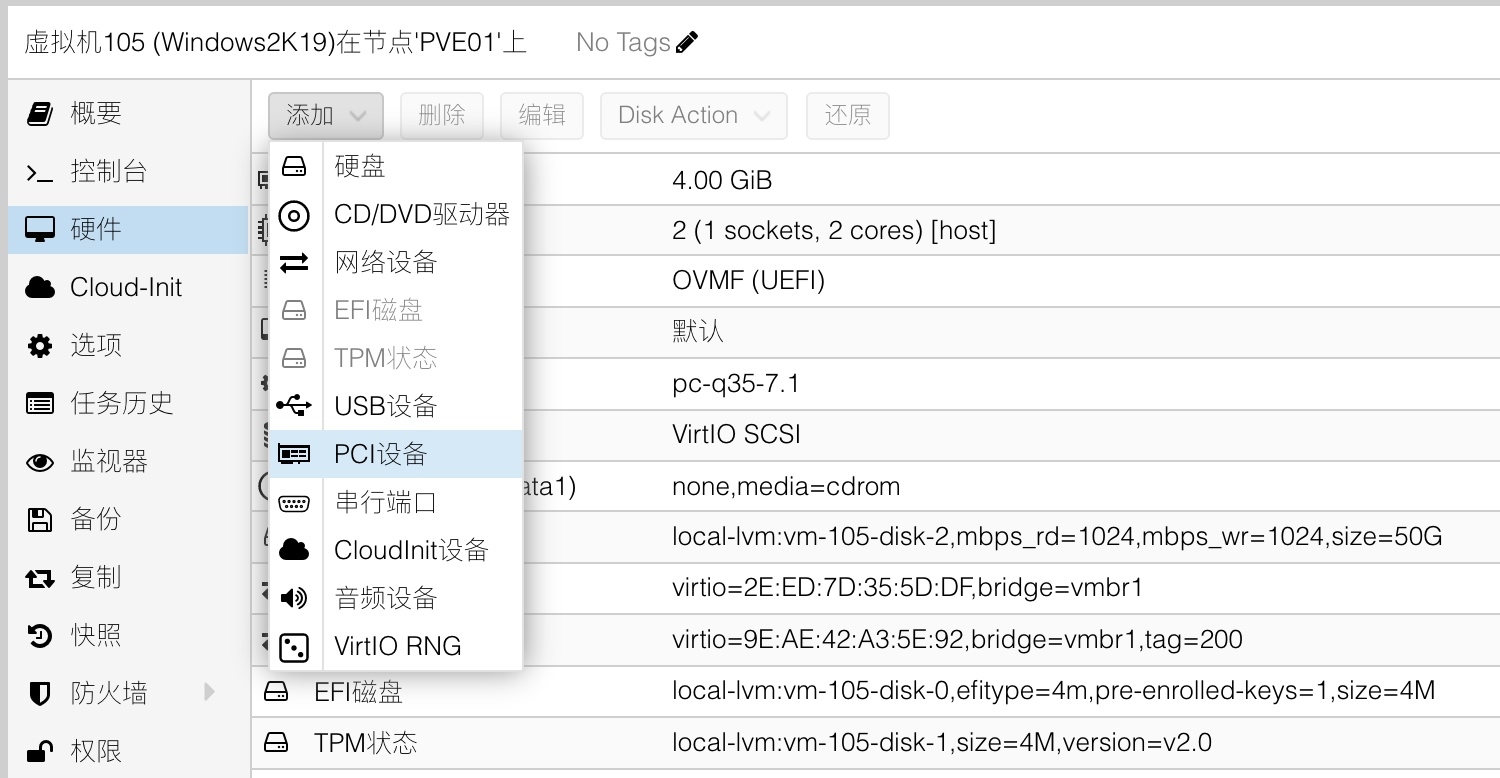 虚拟机105 (Windows2K19)在节点'PVE01'上 No Tags
概要
控制台
硬件
Cloud-Init
选项
任务历史
监视器
备份
复制
快照
防火墙
权限
添加 删除 编辑 Disk Action 还原
硬盘
CD/DVD驱动器
网络设备
EFI磁盘
TPM状态
USB设备
PCI设备
串行端口
CloudInit设备
音频设备
VirtIO RNG
4.00 GiB
2 (1 sockets, 2 cores) [host]
OVMF (UEFI)
默认
pc-q35-7.1
VirtIO SCSI
ata1) none,media=cdrom
local-lvm:vm-105-disk-2,mbps_rd=1024,mbps_wr=1024,size=50G
virtio=2E:ED:7D:35:5D:DF,bridge=vmbr1
virtio=9E:AE:42:A3:5E:92,bridge=vmbr1,tag=200
EFI磁盘 local-lvm:vm-105-disk-0,efitype=4m,pre-enrolled-keys=1,size=4M
TPM状态 local-lvm:vm-105-disk-1,size=4M,version=v2.0